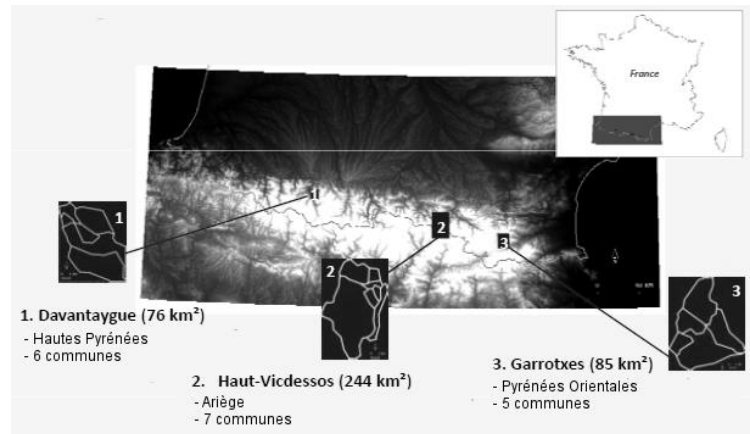 France
1
2
3
1
2
3
1. Davantaygue (76 km²)
- Hautes Pyrénées
- 6 communes
2. Haut-Vicdessos (244 km²)
- Ariège
- 7 communes
3. Garrotxes (85 km²)
- Pyrénées Orientales
- 5 communes